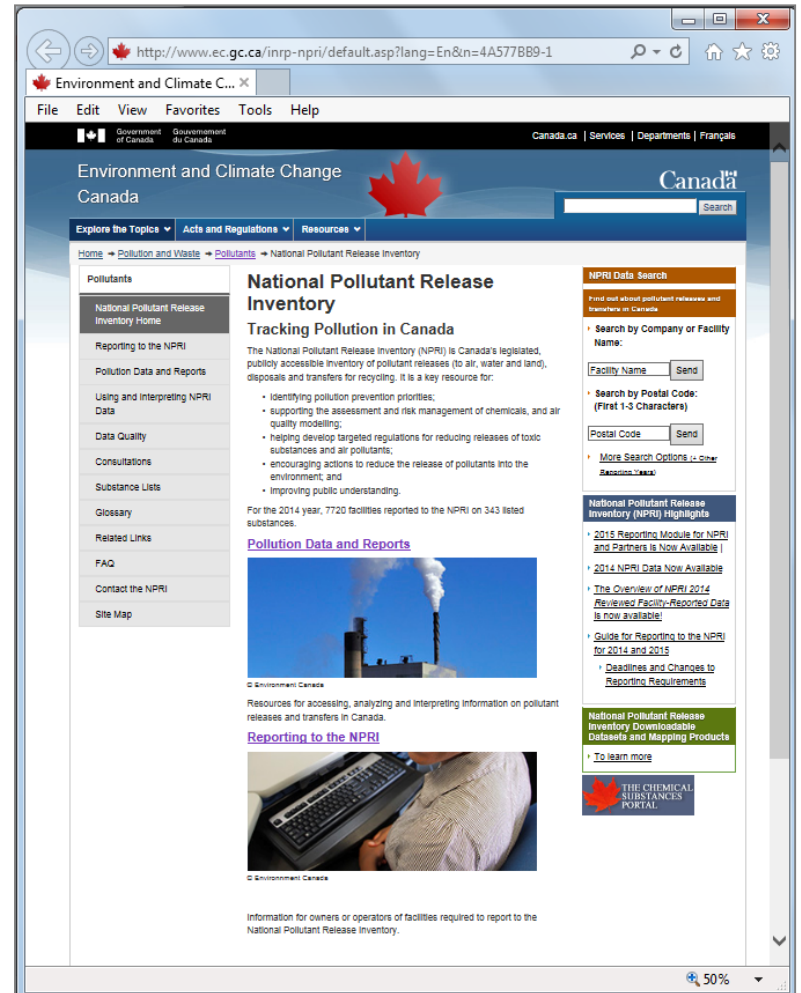 http://www.ec.gc.ca/inrp-npri/default.asp?lang=En&n=4A577BB9-1
Environment and Climate C...
File Edit View Favorites Tools Help
Government of Canada
Gouvernement du Canada
Canada.ca | Services | Departments | Français
Environment and Climate Change
Canada
Canada
Search
Explore the Topics Acts and Regulations Resources
Home → Pollution and Waste → Pollutants → National Pollutant Release Inventory
Pollutants
National Pollutant Release
Inventory Home
Reporting to the NPRI
Pollution Data and Reports
Using and Interpreting NPRI
Data
Data Quality
Consultations
Substance Lists
Glossary
Related Links
FAQ
Contact the NPRI
Site Map
National Pollutant Release
Inventory
Tracking Pollution in Canada
The National Pollutant Release Inventory (NPRI) is Canada's legislated,
publicly accessible inventory of pollutant releases (to air, water and land),
disposals and transfers for recycling. It is a key resource for:
• identifying pollution prevention priorities;
• supporting the assessment and risk management of chemicals, and air
quality modelling;
• helping develop targeted regulations for reducing releases of toxic
substances and air pollutants;
• encouraging actions to reduce the release of pollutants into the
environment; and
• improving public understanding.
For the 2014 year, 7720 facilities reported to the NPRI on 343 listed
substances.
Pollution Data and Reports
© Environment Canada
Resources for accessing, analyzing and interpreting information on pollutant
releases and transfers in Canada.
Reporting to the NPRI
© Environment Canada
Information for owners or operators of facilities required to report to the
National Pollutant Release Inventory.
NPRI Data Search
Find out about pollutant releases and
transfers in Canada
Search by Company or Facility
Name:
Facility Name Send
Search by Postal Code:
(First 1-3 Characters)
Postal Code Send
More Search Options (+ Other
Reporting Years)
National Pollutant Release
Inventory (NPRI) Highlights
2015 Reporting Module for NPRI
and Partners is Now Available |
2014 NPRI Data Now Available
The Overview of NPRI 2014
Reviewed Facility-Reported Data
is now available!
Guide for Reporting to the NPRI
for 2014 and 2015
Deadlines and Changes to
Reporting Requirements
National Pollutant Release
Inventory Downloadable
Datasets and Mapping Products
To learn more
THE CHEMICAL
SUBSTANCES
PORTAL
50%